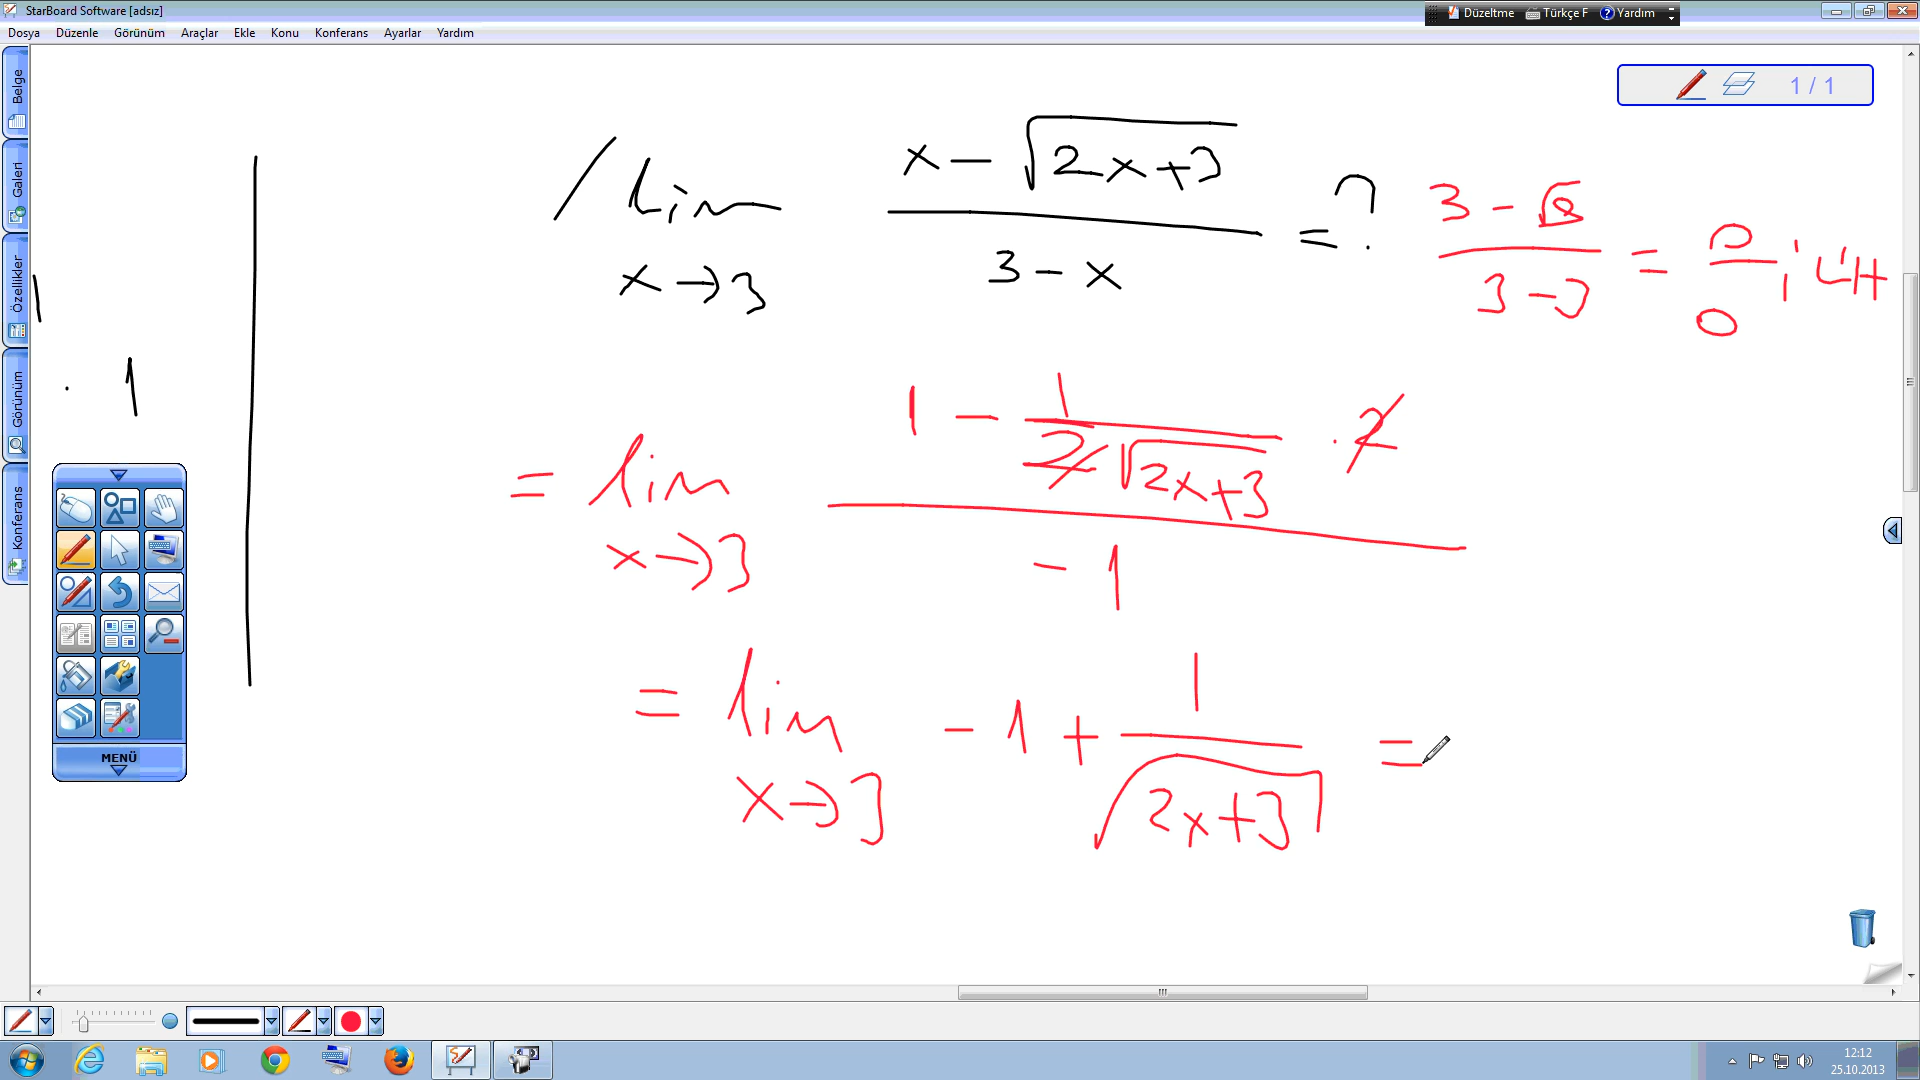 StarBoard Software [adsız]
Düzeltme Türkçe F Yardım
Dosya Düzenle Görünüm Araçlar Ekle Konu Konferans Ayarlar Yardım
Belge
Galeri
Özellikler
Görünüm
Konferans
1 / 1
lim x→3 (x - √(2x+3)) / (3 - x) = ?
(3 - √9) / (3 - 3) = 0/0 ; L'H
1
= lim x→3 (1 - 1/(2√(2x+3)) . 2) / (-1)
= lim x→3 -1 + 1/√(2x+3) =
MENÜ
12:12
25.10.2013